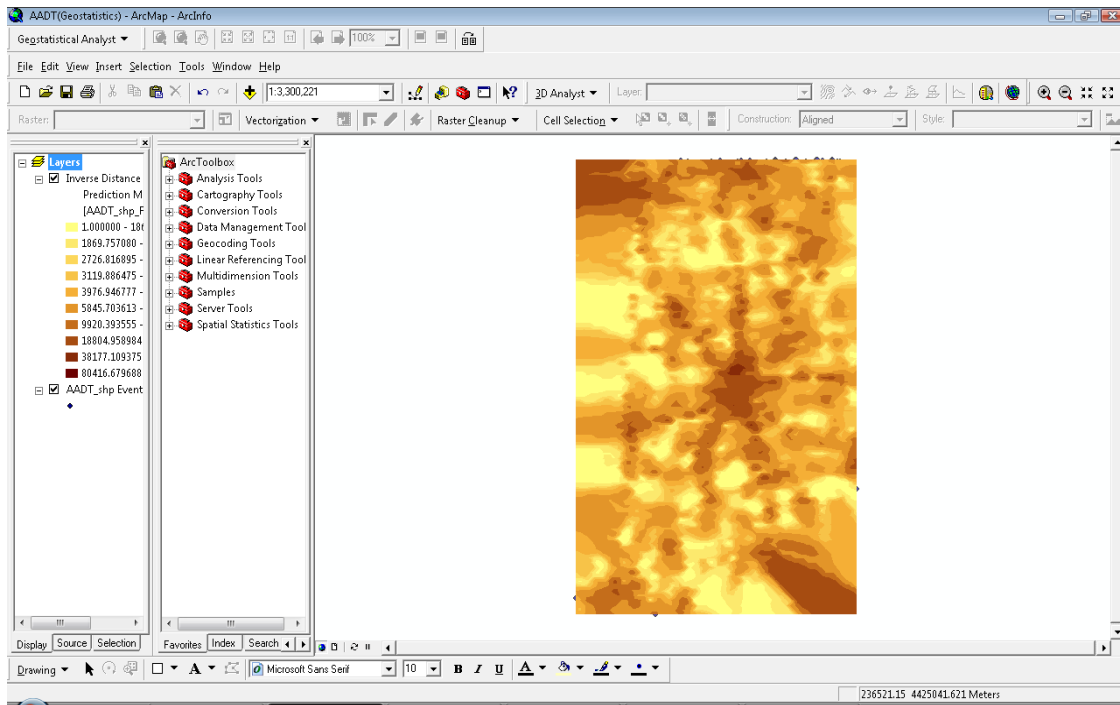 AADT(Geostatistics) - ArcMap - ArcInfo
Geostatistical Analyst 100%
File Edit View Insert Selection Tools Window Help
1:3,300,221 3D Analyst Layer:
Raster: Vectorization Raster Cleanup Cell Selection Construction: Aligned Style:
Layers
Inverse Distance
Prediction M
[AADT_shp_F
1.000000 - 186
1869.757080 -
2726.816895 -
3119.886475 -
3976.946777 -
5845.703613 -
9920.393555 -
18804.958984
38177.109375
80416.679688
AADT_shp Event
ArcToolbox
Analysis Tools
Cartography Tools
Conversion Tools
Data Management Tool
Geocoding Tools
Linear Referencing Tool
Multidimension Tools
Samples
Server Tools
Spatial Statistics Tools
Display Source Selection
Favorites Index Search
Drawing A Microsoft Sans Serif 10 B I U A
236521.15 4425041.621 Meters